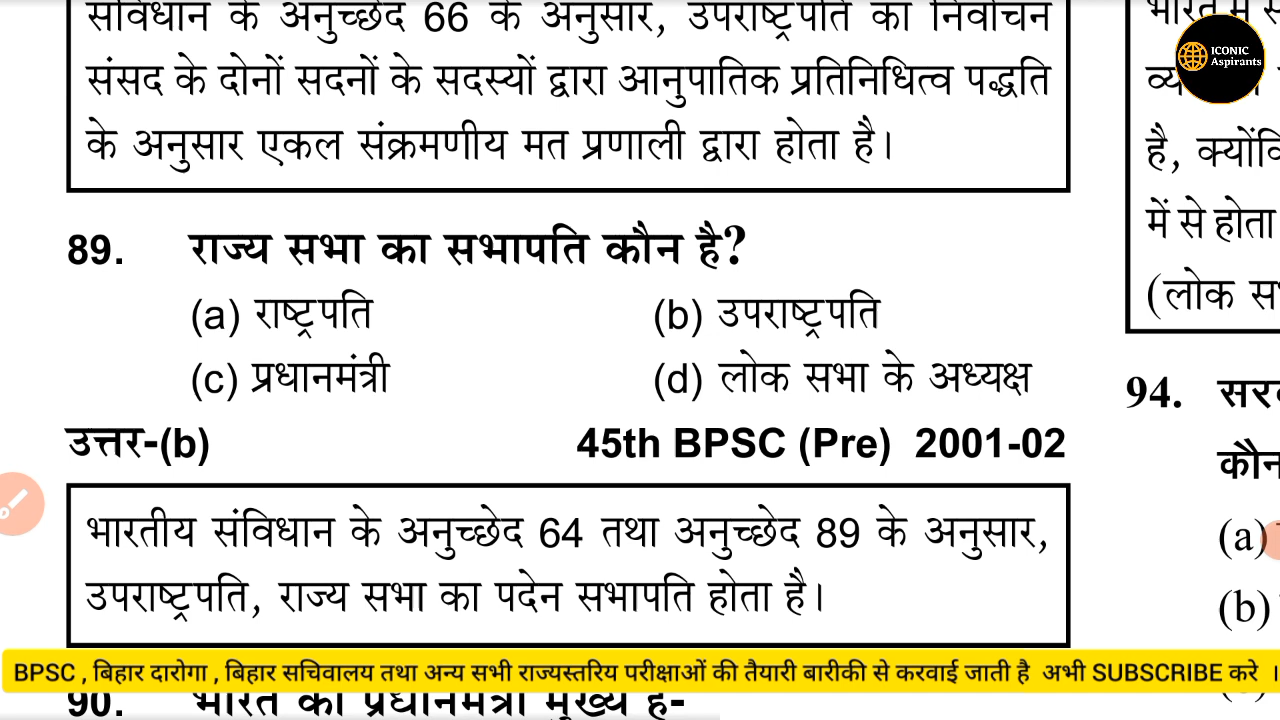 संविधान के अनुच्छेद 66 के अनुसार, उपराष्ट्रपति का निर्वाचन
संसद के दोनों सदनों के सदस्यों द्वारा आनुपातिक प्रतिनिधित्व पद्धति
के अनुसार एकल संक्रमणीय मत प्रणाली द्वारा होता है।
89. राज्य सभा का सभापति कौन है?
(a) राष्ट्रपति (b) उपराष्ट्रपति
(c) प्रधानमंत्री (d) लोक सभा के अध्यक्ष
उत्तर-(b) 45th BPSC (Pre) 2001-02
भारतीय संविधान के अनुच्छेद 64 तथा अनुच्छेद 89 के अनुसार,
उपराष्ट्रपति, राज्य सभा का पदेन सभापति होता है।
90. भारत का प्रधानमंत्री मुख्य है-
भारत में
है,
में से होता
(लोक
94.
(a)
(b)
ICONIC
Aspirants
BPSC , बिहार दारोगा , बिहार सचिवालय तथा अन्य सभी राज्यस्तरिय परीक्षाओं की तैयारी बारीकी से करवाई जाती है अभी SUBSCRIBE करे ।